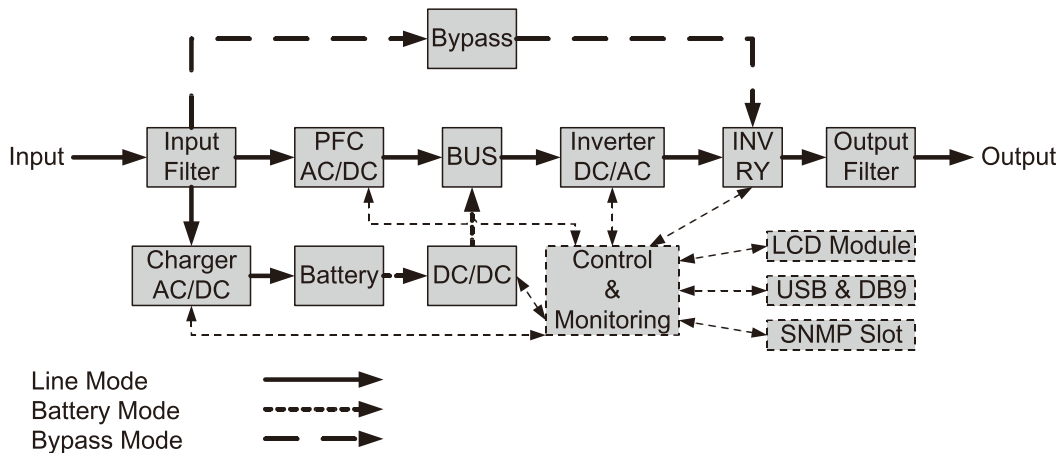 Bypass
Input
Input
Filter
PFC
AC/DC
BUS
Inverter
DC/AC
INV
RY
Output
Filter
Output
Charger
AC/DC
Battery
DC/DC
Control
&
Monitoring
LCD Module
USB & DB9
SNMP Slot
Line Mode
Battery Mode
Bypass Mode